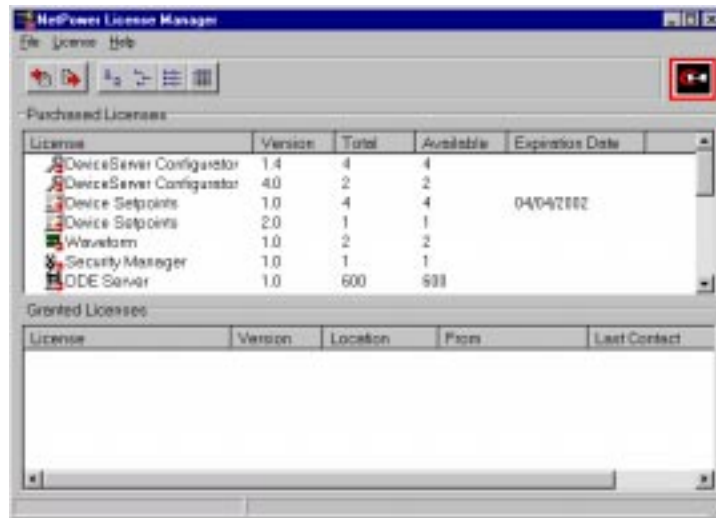 NetPower License Manager
File License Help
Purchased Licenses
License Version Total Available Expiration Date
DeviceServer Configurator 1.4 4 4
DeviceServer Configurator 4.0 2 2
Device Setpoints 1.0 4 4 04/04/2002
Device Setpoints 2.0 1 1
Waveform 1.0 2 2
Security Manager 1.0 1 1
ODE Server 1.0 600 600
Granted Licenses
License Version Location From Last Contact